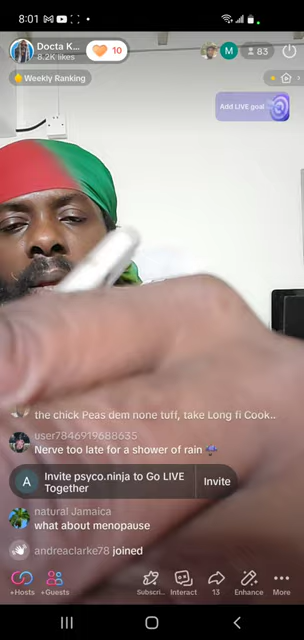 8:01
Docta K...
8.2K likes
10
M
83
Weekly Ranking
Add LIVE goal
the chick Peas dem none tuff, take Long fi Cook..
user7846919688635
Nerve too late for a shower of rain ☔
A
Invite psyco.ninja to Go LIVE
Together
Invite
natural Jamaica
what about menopause
andreaclarke78 joined
+Hosts
+Guests
Subscri...
Interact
13
Enhance
More